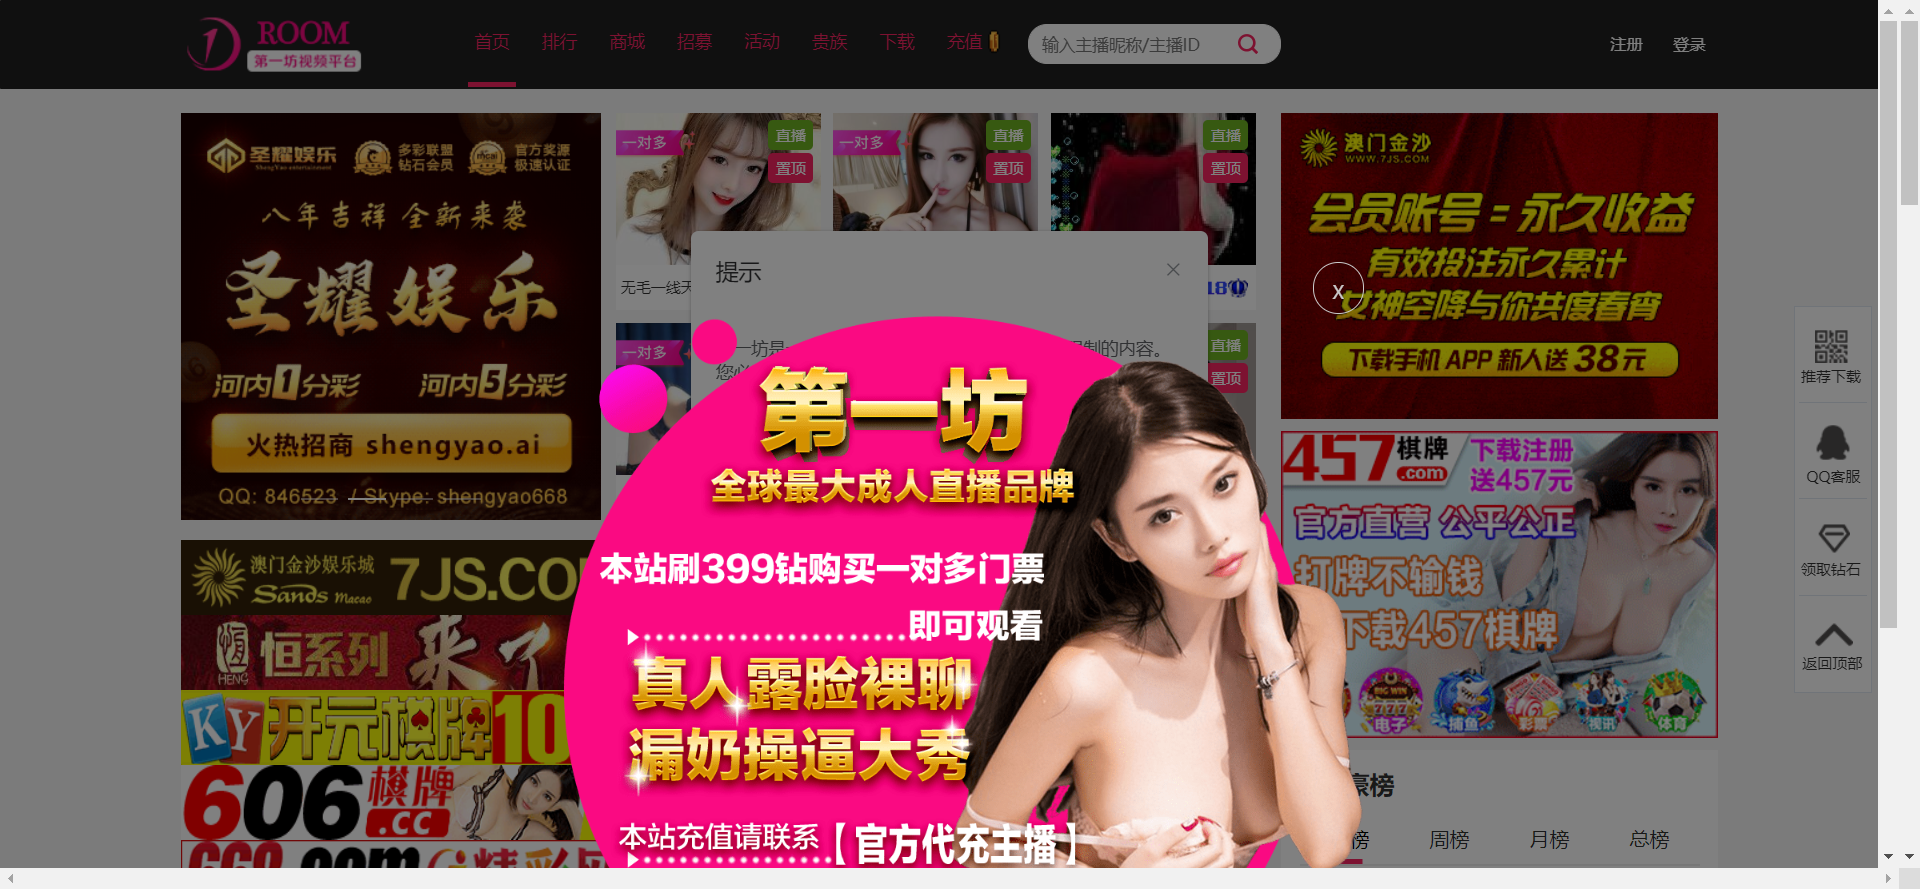 ROOM
第一坊视频平台
首页 排行 商城 招募 活动 贵族 下载 充值
输入主播昵称/主播ID
注册 登录
圣耀娱乐
多彩联盟
钻石会员
官方奖源
极速认证
八年吉祥 全新来袭
圣耀娱乐
河内1分彩 河内5分彩
火热招商 shengyao.ai
QQ: 846523 / Skype: shengyao668
一对多
直播
置顶
一对多
直播
置顶
直播
置顶
无毛一线天
一对多
直播
置顶
提示
×
一坊是
制的内容。
第一坊
全球最大成人直播品牌
本站刷399钻购买一对多门票
即可观看
真人露脸裸聊
漏奶操逼大秀
本站充值请联系【官方代充主播】
澳门金沙
WWW.7JS.COM
会员账号=永久收益
有效投注永久累计
女神空降与你共度春宵
下载手机APP 新人送38元
x
457棋牌
.com
下载注册
送457元
官方直营 公平公正
打牌不输钱
下载457棋牌
BIG WIN
777
电子 捕鱼 彩票 视讯 体育
推荐下载
QQ客服
领取钻石
返回顶部
澳门金沙娱乐城
Sands Macao
7JS.CO
恒
HENG
恒系列 来了
KY 开元棋牌10
606棋牌
.cc
豪榜
榜 周榜 月榜 总榜